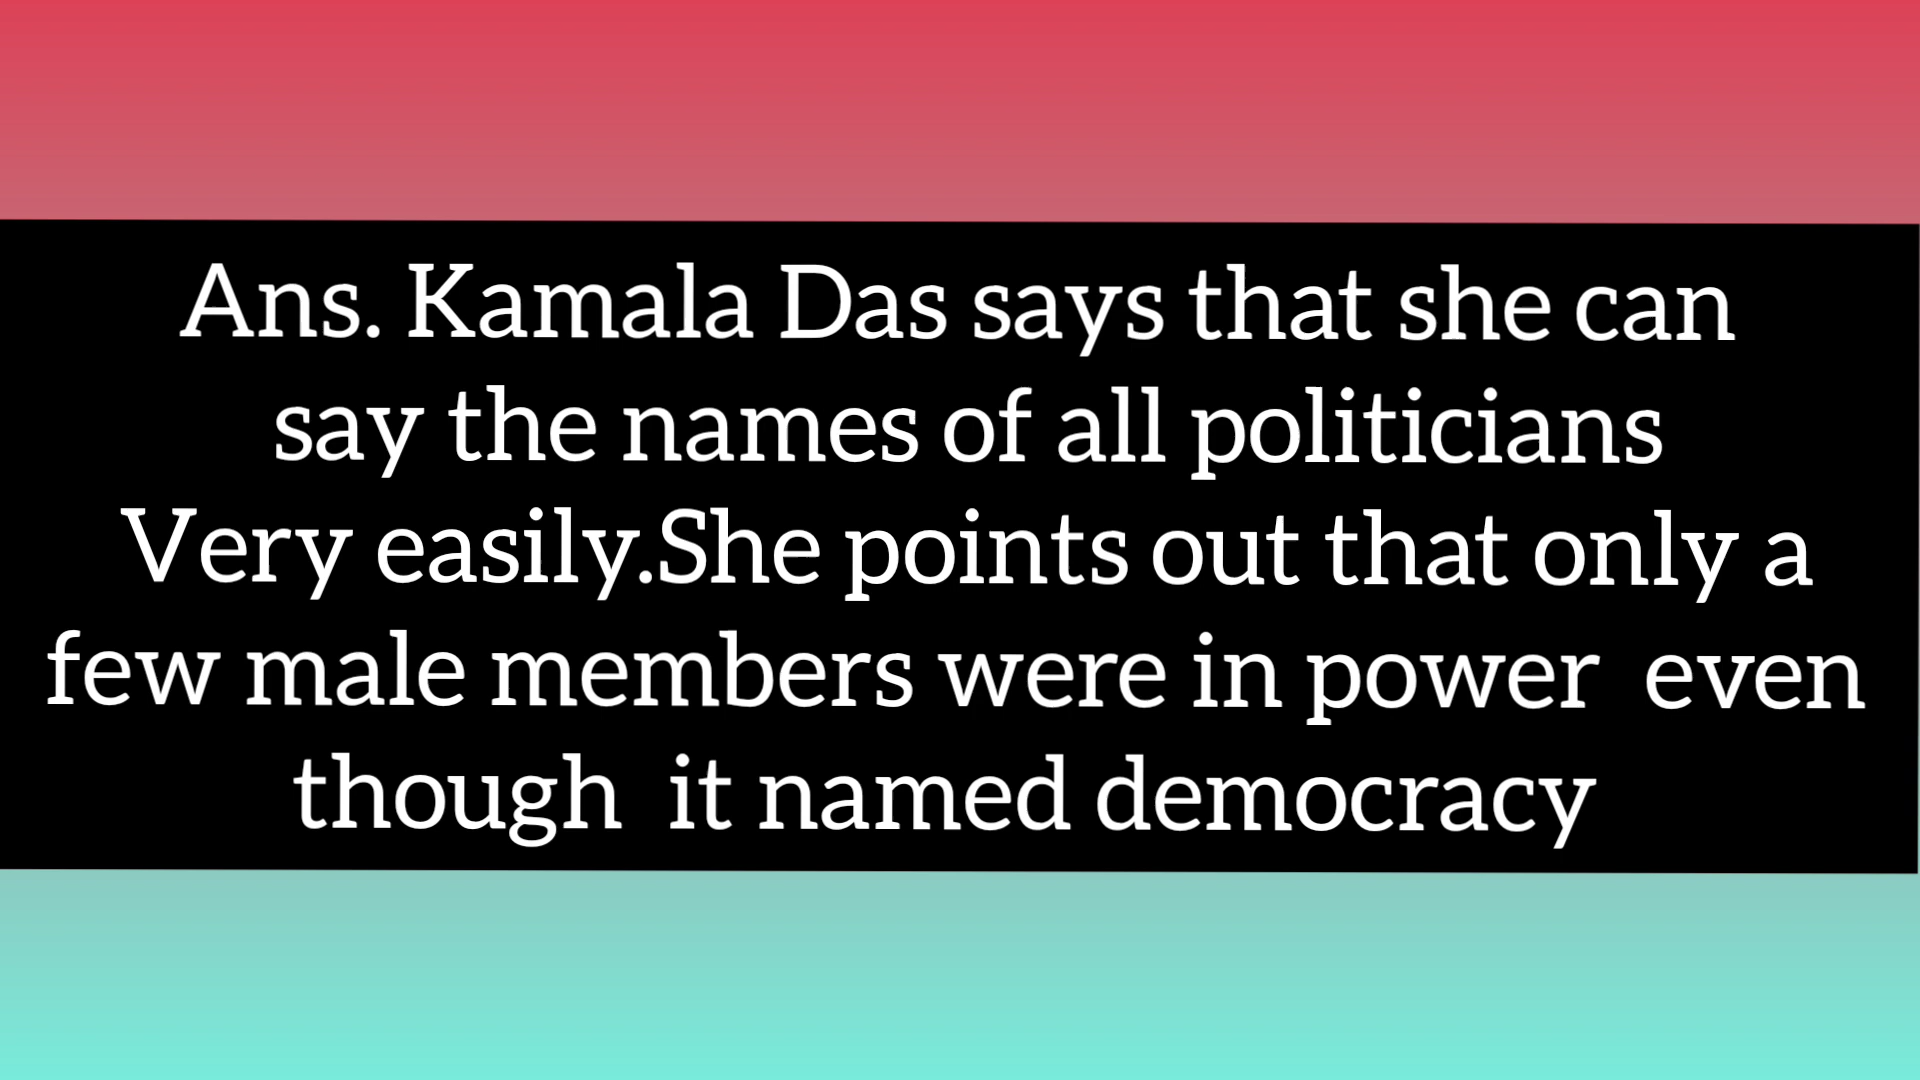 Ans. Kamala Das says that she can
say the names of all politicians
Very easily.She points out that only a
few male members were in power  even
though  it named democracy